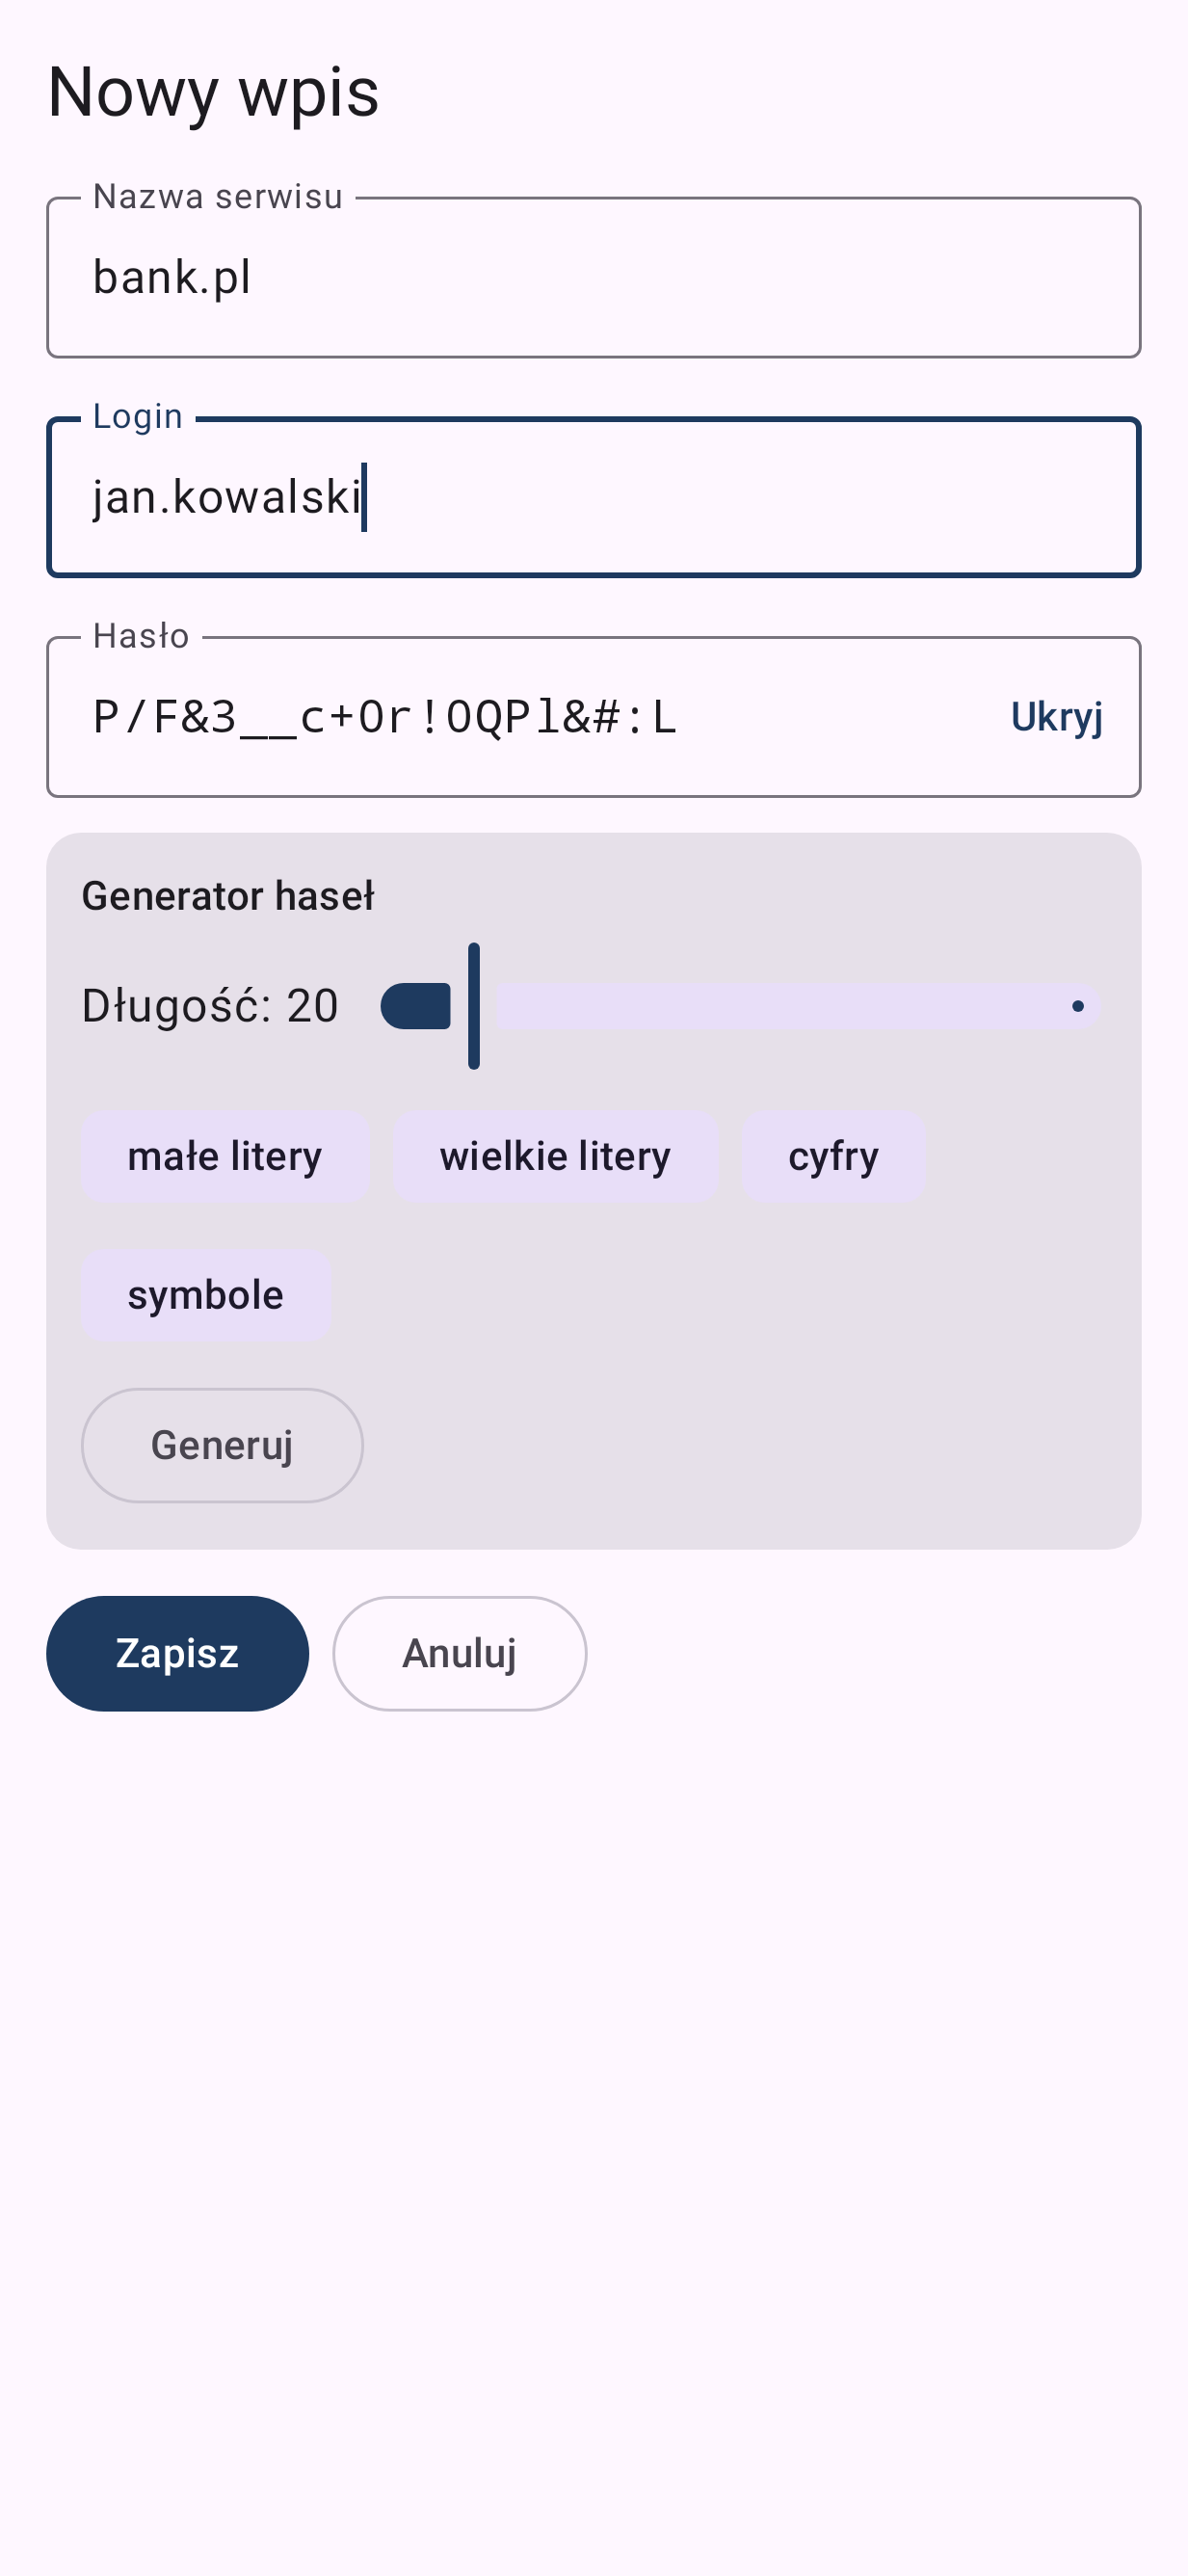 Nowy wpis
Nazwa serwisu
bank.pl
Login
jan.kowalski
Hasło
P/F&3__c+Or!OQPl&#:L Ukryj
Generator haseł
Długość: 20
małe litery wielkie litery cyfry
symbole
Generuj
Zapisz Anuluj